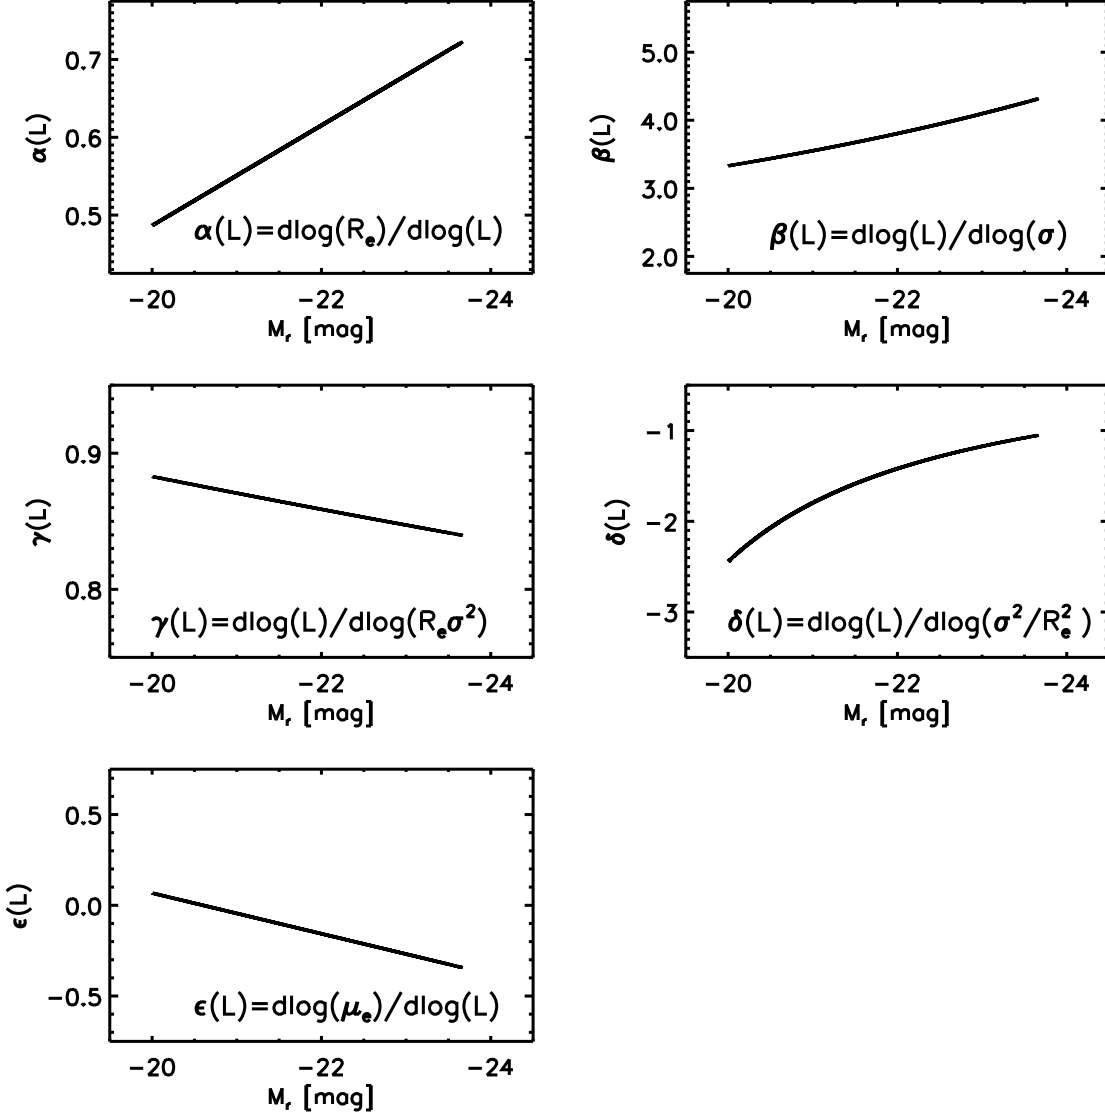 0.7
0.6
0.5
α(L)
α(L)=dlog(Rₑ)/dlog(L)
−20 −22 −24
Mᵣ [mag]
5.0
4.0
3.0
2.0
β(L)
β(L)=dlog(L)/dlog(σ)
−20 −22 −24
Mᵣ [mag]
0.9
0.8
γ(L)
γ(L)=dlog(L)/dlog(Rₑσ²)
−20 −22 −24
Mᵣ [mag]
−1
−2
−3
δ(L)
δ(L)=dlog(L)/dlog(σ²/Rₑ²)
−20 −22 −24
Mᵣ [mag]
0.5
0.0
−0.5
ϵ(L)
ϵ(L)=dlog(μₑ)/dlog(L)
−20 −22 −24
Mᵣ [mag]